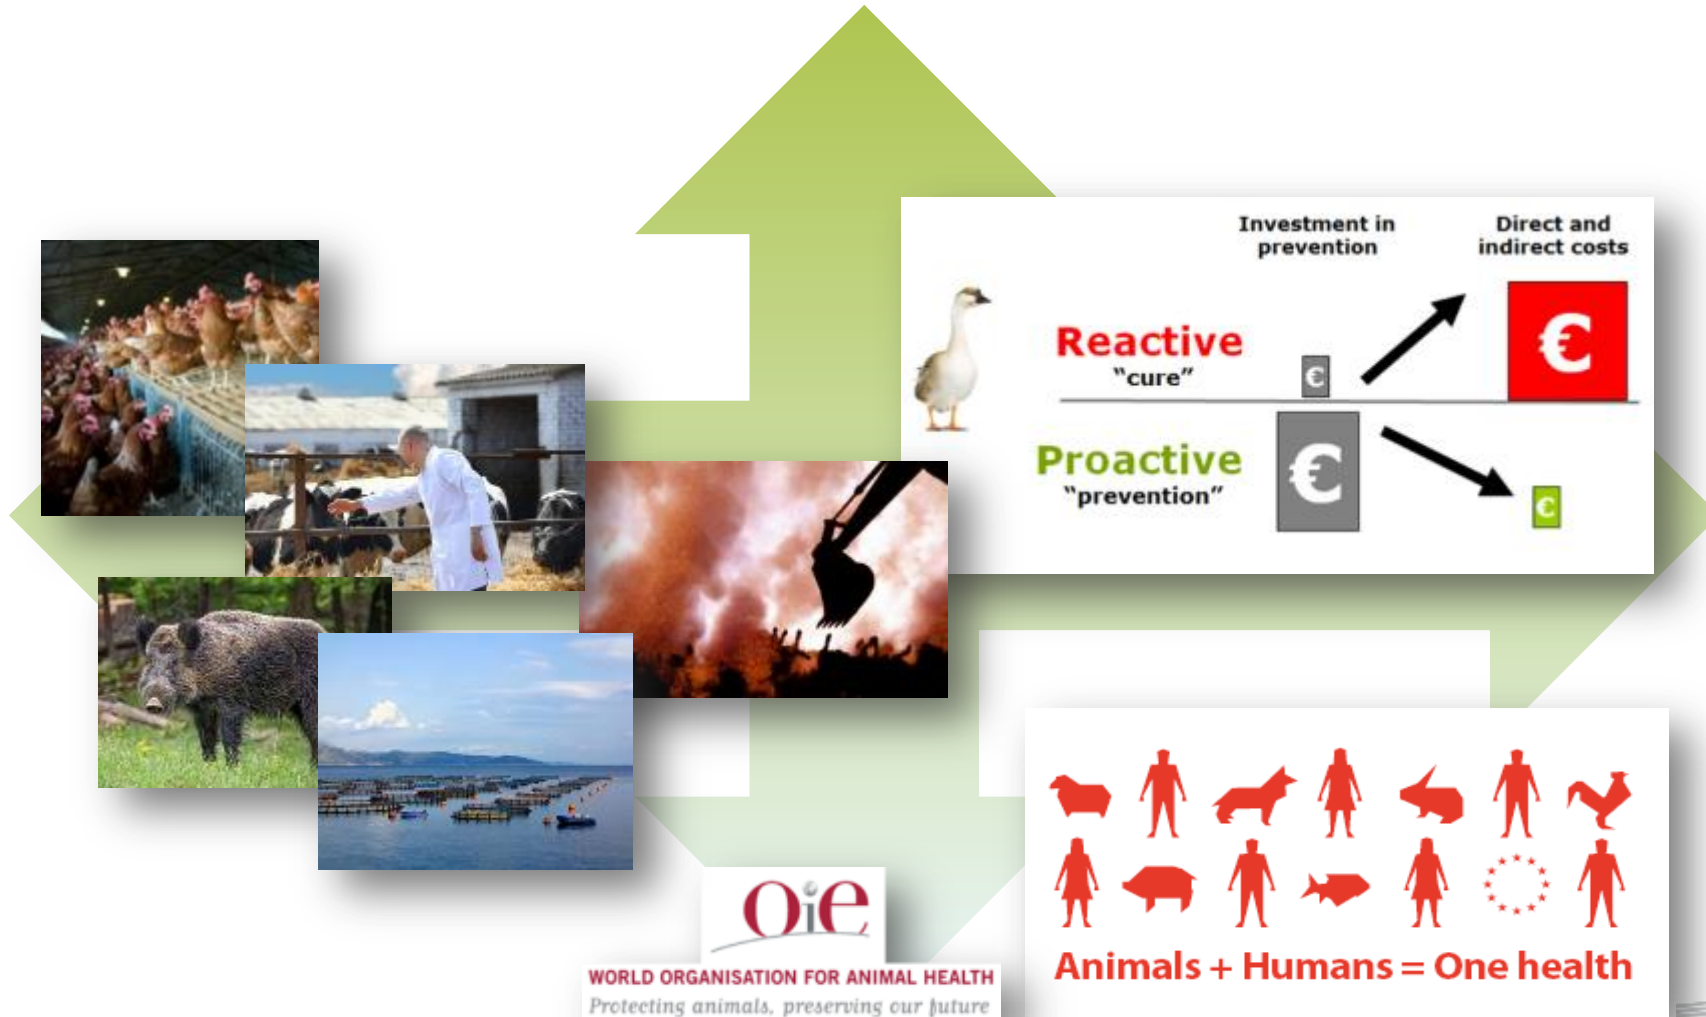 Investment in
prevention
Direct and
indirect costs
Reactive
"cure"
€
€
Proactive
"prevention"
€
€
oie
WORLD ORGANISATION FOR ANIMAL HEALTH
Protecting animals, preserving our future
Animals + Humans = One health